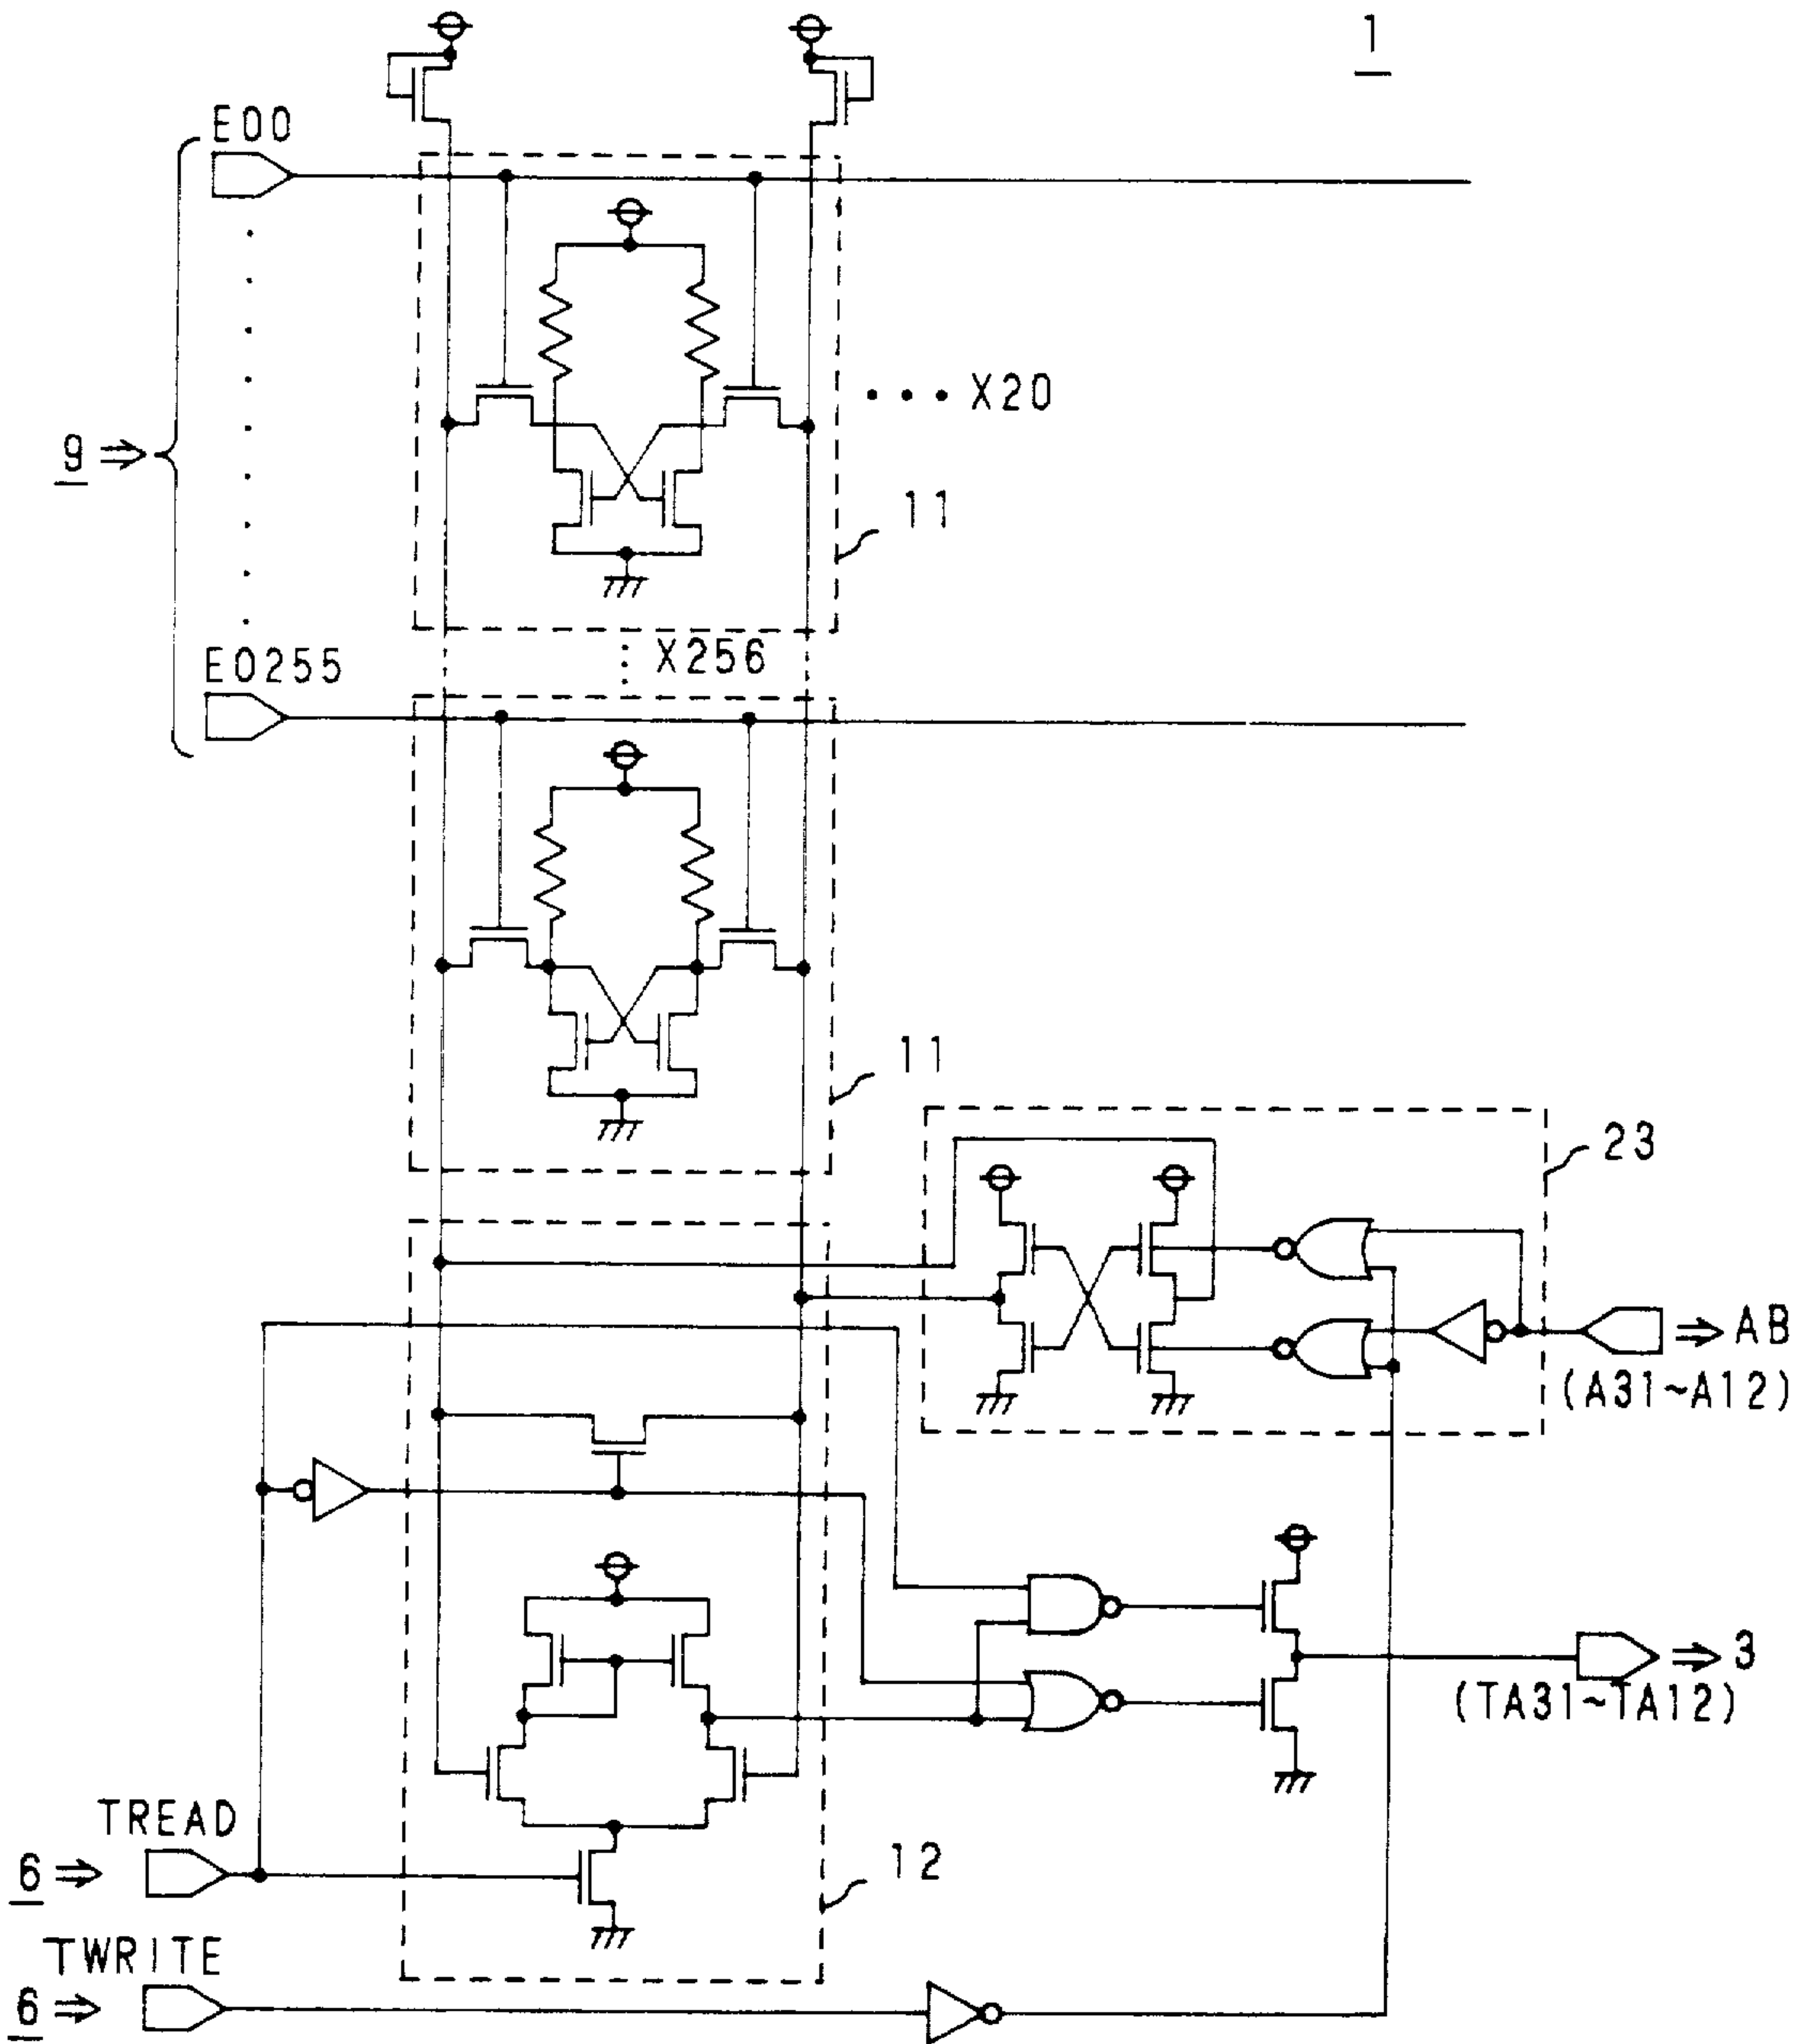 1
E00
X20
9 ⇒
11
X256
E0255
11
23
⇒ AB
(A31~A12)
⇒ 3
(TA31~TA12)
TREAD
6 ⇒
12
TWRITE
6 ⇒